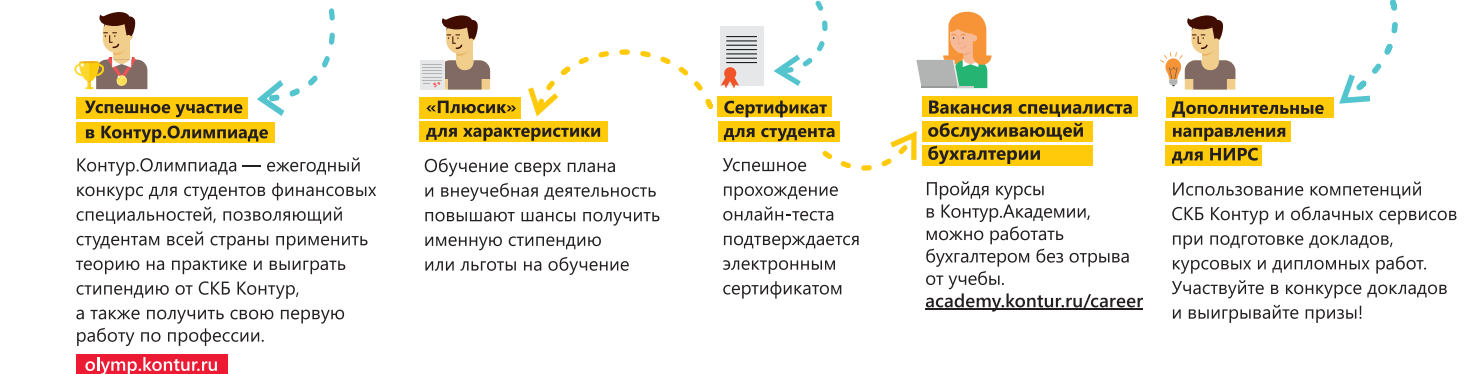 Успешное участие
в Контур.Олимпиаде
Контур.Олимпиада — ежегодный
конкурс для студентов финансовых
специальностей, позволяющий
студентам всей страны применить
теорию на практике и выиграть
стипендию от СКБ Контур,
а также получить свою первую
работу по профессии.
olymp.kontur.ru
«Плюсик»
для характеристики
Обучение сверх плана
и внеучебная деятельность
повышают шансы получить
именную стипендию
или льготы на обучение
Сертификат
для студента
Успешное
прохождение
онлайн-теста
подтверждается
электронным
сертификатом
Вакансия специалиста
обслуживающей
бухгалтерии
Пройдя курсы
в Контур.Академии,
можно работать
бухгалтером без отрыва
от учебы.
academy.kontur.ru/career
Дополнительные
направления
для НИРС
Использование компетенций
СКБ Контур и облачных сервисов
при подготовке докладов,
курсовых и дипломных работ.
Участвуйте в конкурсе докладов
и выигрывайте призы!